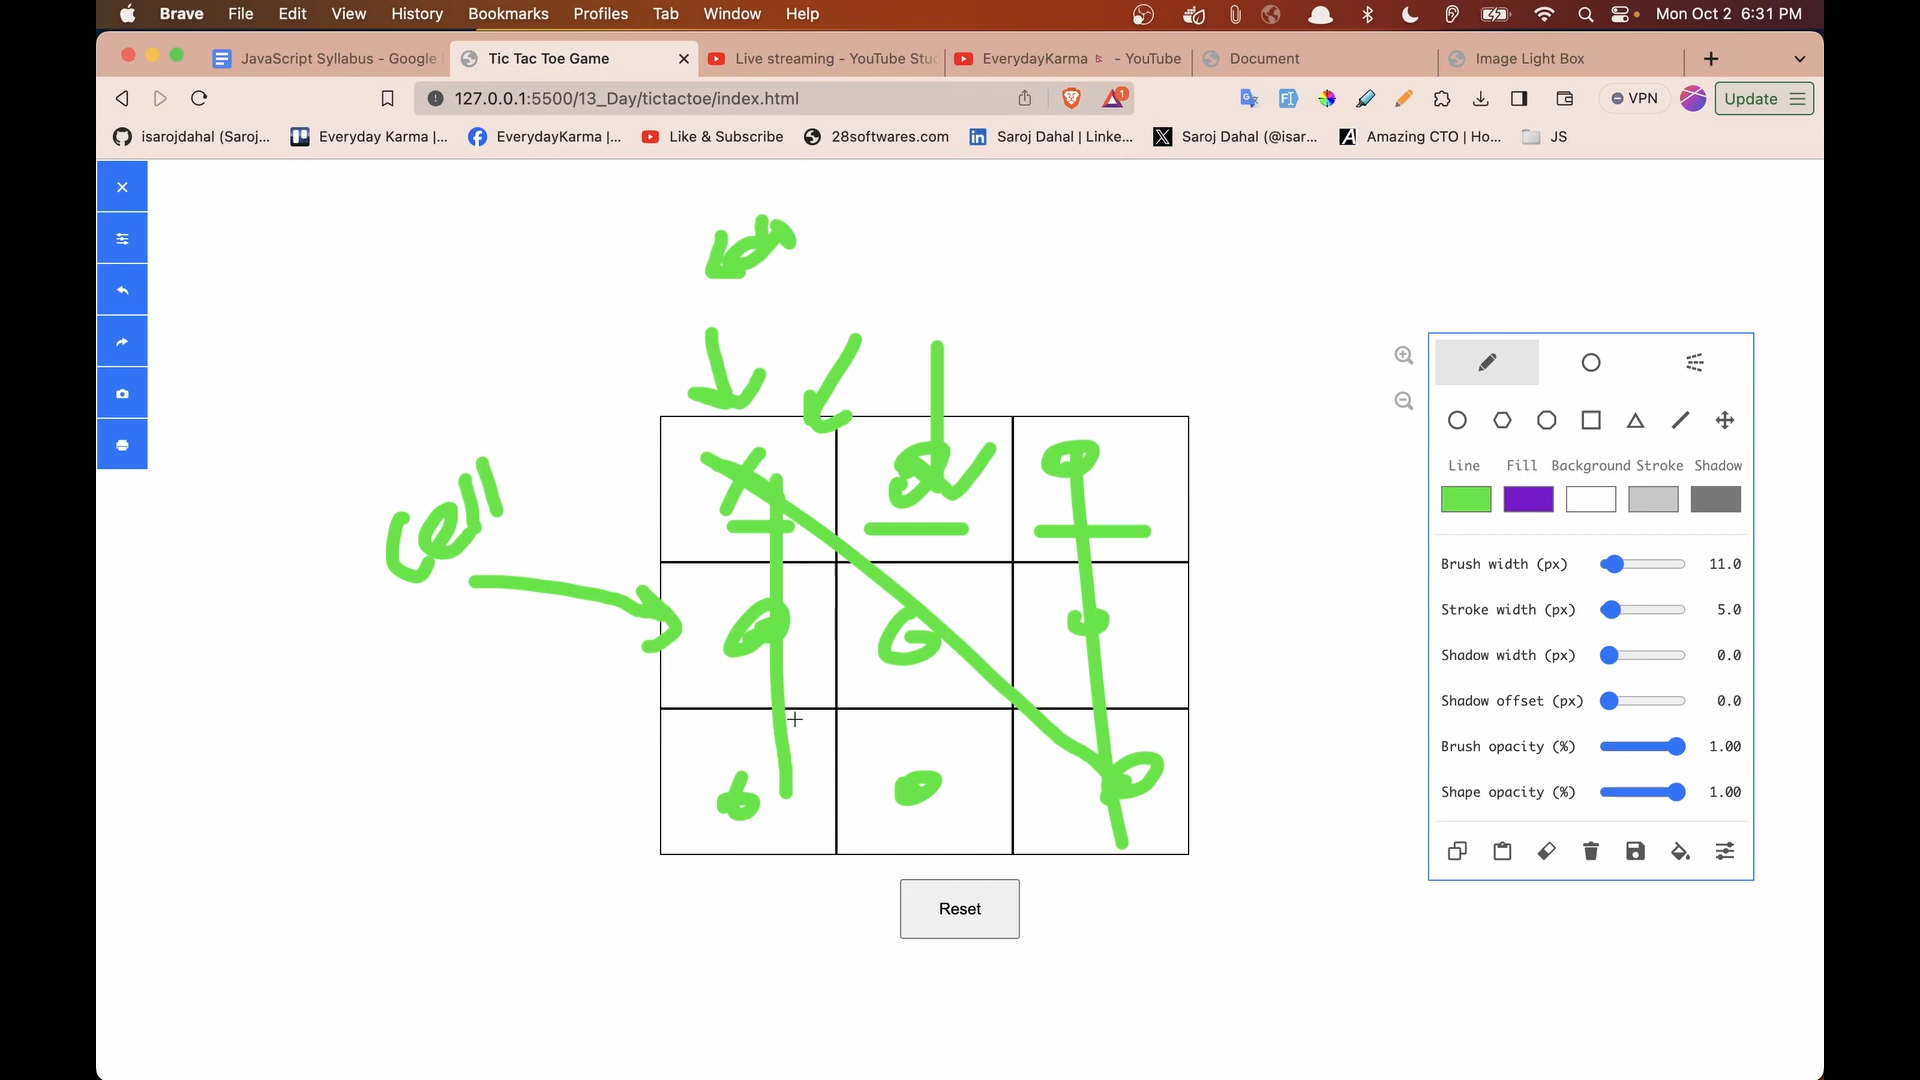 Brave File Edit View History Bookmarks Profiles Tab Window Help Mon Oct 2 6:31 PM
JavaScript Syllabus - Google Tic Tac Toe Game Live streaming - YouTube Stu EverydayKarma - YouTube Document Image Light Box
127.0.0.1:5500/13_Day/tictactoe/index.html 1 VPN Update
isarojdahal (Saroj... Everyday Karma |... EverydayKarma |... Like & Subscribe 28softwares.com Saroj Dahal | Linke... Saroj Dahal (@isar... Amazing CTO | Ho... JS
cell
X
Line Fill Background Stroke Shadow
Brush width (px) 11.0
Stroke width (px) 5.0
Shadow width (px) 0.0
Shadow offset (px) 0.0
Brush opacity (%) 1.00
Shape opacity (%) 1.00
Reset